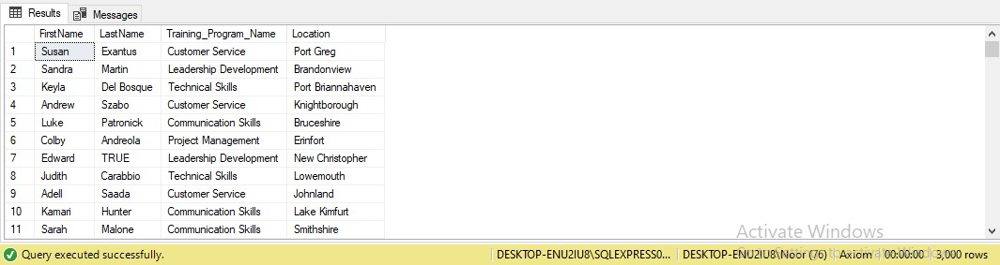 Results Messages
FirstName LastName Training_Program_Name Location
1 Susan Exantus Customer Service Port Greg
2 Sandra Martin Leadership Development Brandonview
3 Keyla Del Bosque Technical Skills Port Briannahaven
4 Andrew Szabo Customer Service Knightborough
5 Luke Patronick Communication Skills Bruceshire
6 Colby Andreola Project Management Erinfort
7 Edward TRUE Leadership Development New Christopher
8 Judith Carabbio Technical Skills Lowemouth
9 Adell Saada Customer Service Johnland
10 Kamari Hunter Communication Skills Lake Kimfurt
11 Sarah Malone Communication Skills Smithshire
Activate Windows
Query executed successfully. DESKTOP-ENU2IU8\SQLEXPRESS0... DESKTOP-ENU2IU8\Noor (76) Axiom 00:00:00 3,000 rows